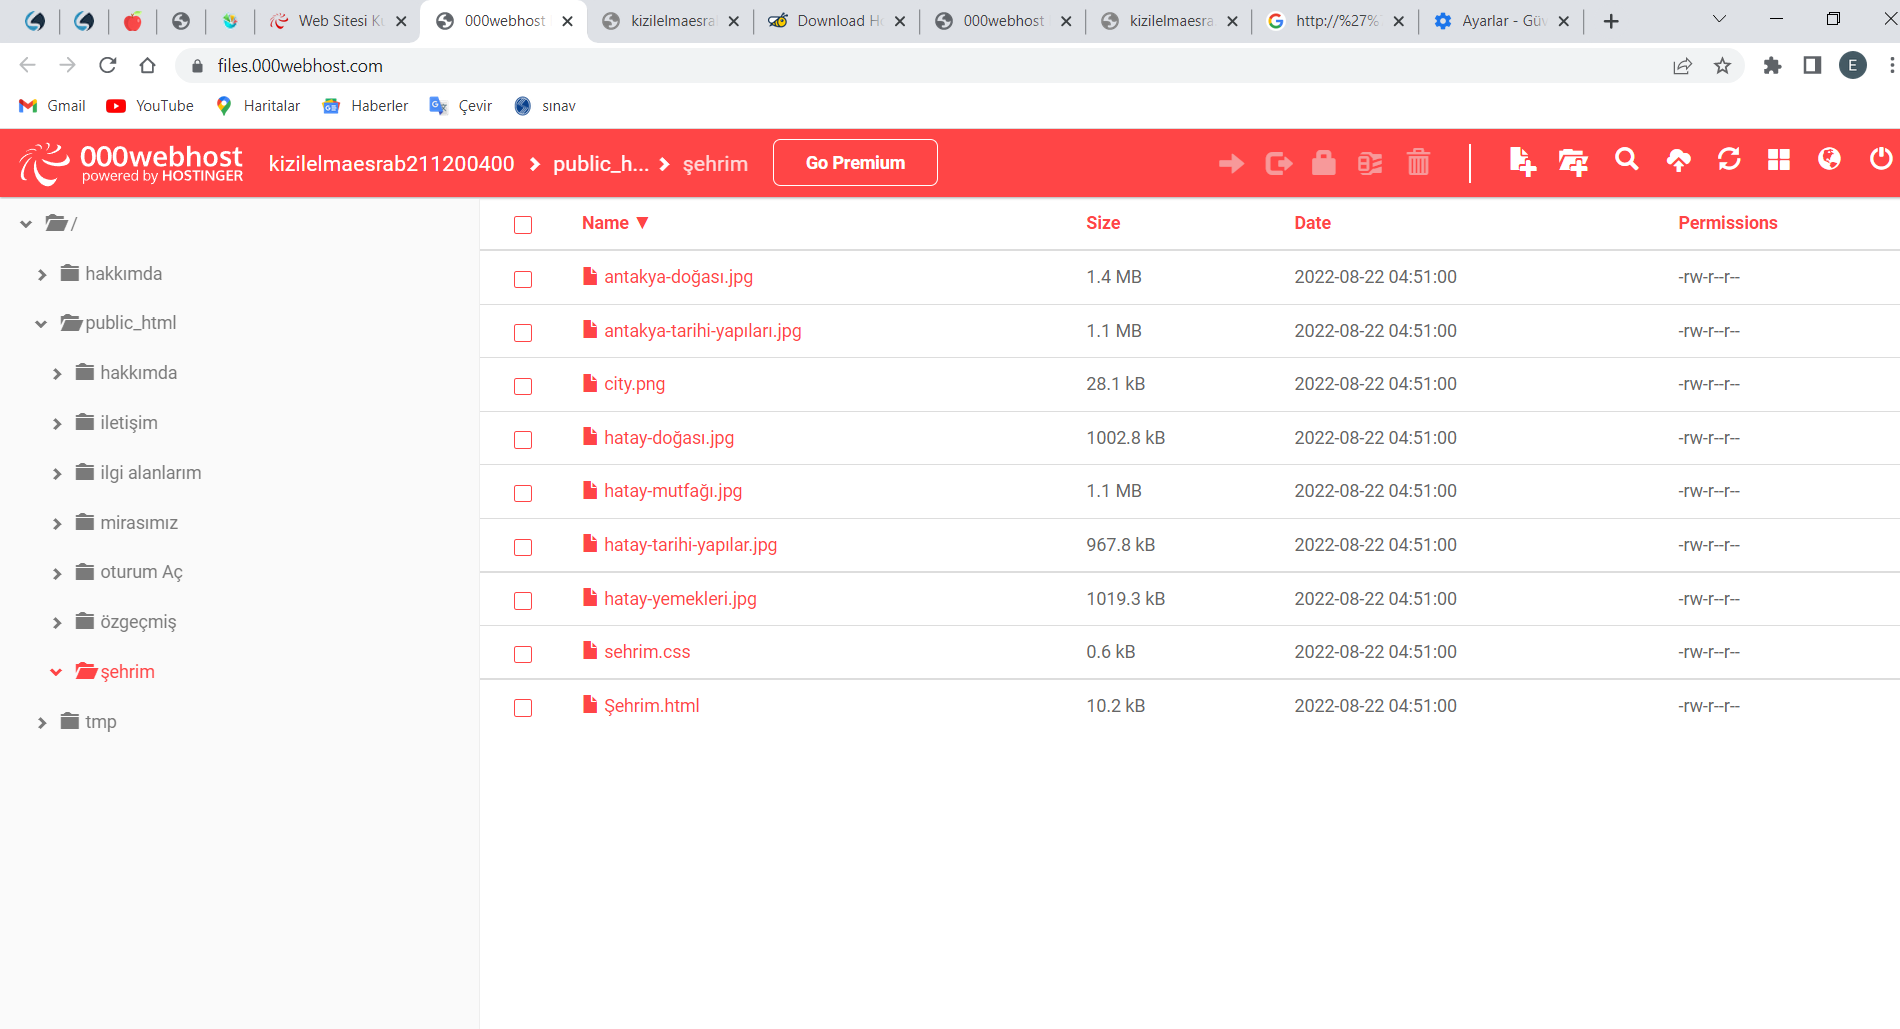 Web Sitesi Ku
000webhost
kizilelmaesra
Download He
000webhost
kizilelmaesra
http://%27%
Ayarlar - Güv
E
files.000webhost.com
Gmail
YouTube
Haritalar
Haberler
Çevir
sınav
000webhost
powered by HOSTINGER
kizilelmaesrab211200400 > public_h... > şehrim
Go Premium
/
hakkımda
public_html
hakkımda
iletişim
ilgi alanlarım
mirasımız
oturum Aç
özgeçmiş
şehrim
tmp
Name ▼ Size Date Permissions
antakya-doğası.jpg 1.4 MB 2022-08-22 04:51:00 -rw-r--r--
antakya-tarihi-yapıları.jpg 1.1 MB 2022-08-22 04:51:00 -rw-r--r--
city.png 28.1 kB 2022-08-22 04:51:00 -rw-r--r--
hatay-doğası.jpg 1002.8 kB 2022-08-22 04:51:00 -rw-r--r--
hatay-mutfağı.jpg 1.1 MB 2022-08-22 04:51:00 -rw-r--r--
hatay-tarihi-yapılar.jpg 967.8 kB 2022-08-22 04:51:00 -rw-r--r--
hatay-yemekleri.jpg 1019.3 kB 2022-08-22 04:51:00 -rw-r--r--
sehrim.css 0.6 kB 2022-08-22 04:51:00 -rw-r--r--
Şehrim.html 10.2 kB 2022-08-22 04:51:00 -rw-r--r--